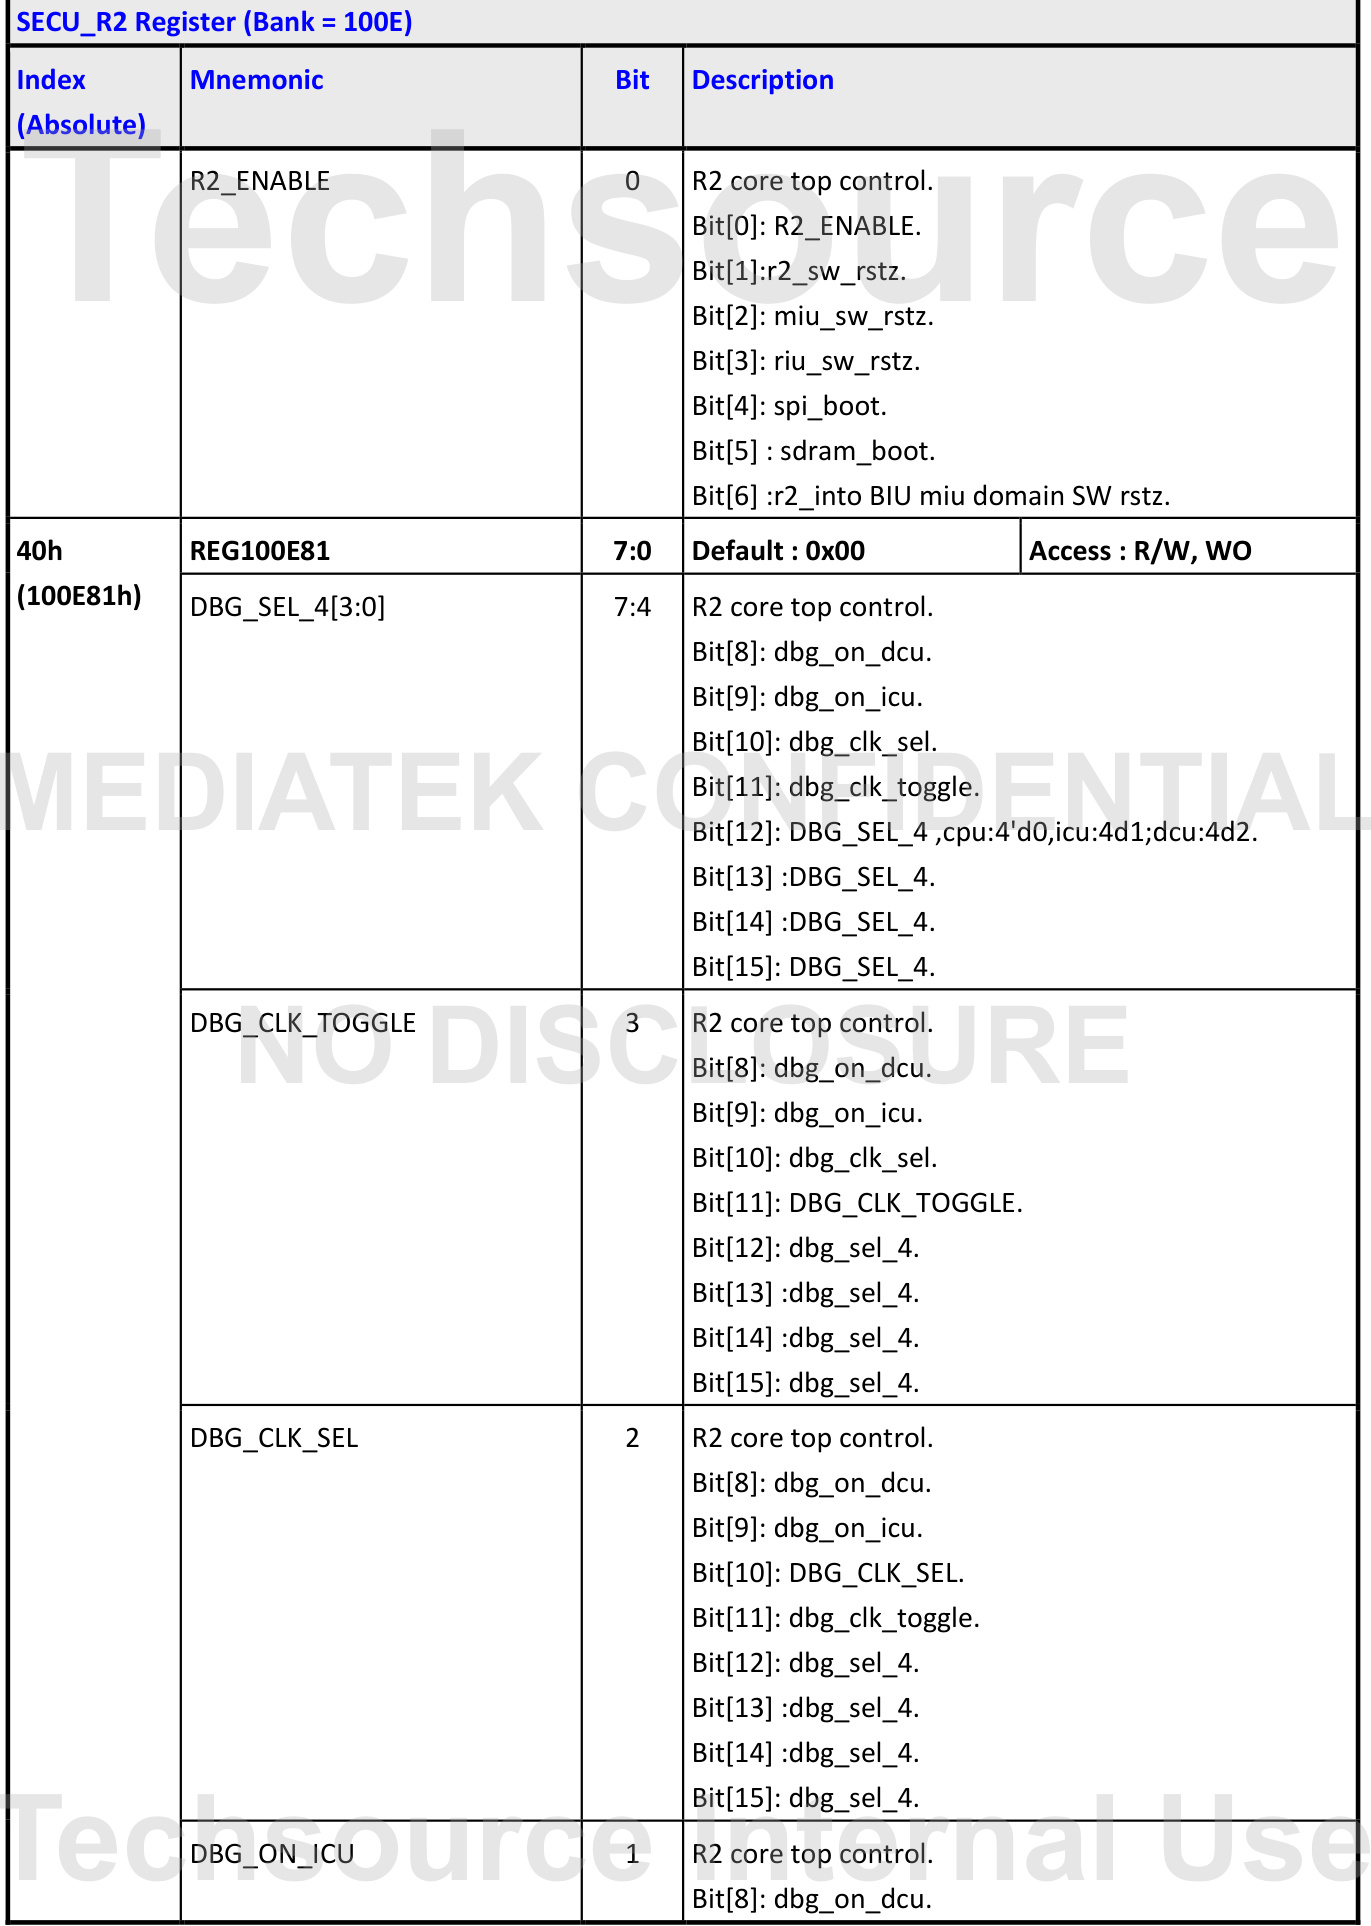 SECU_R2 Register (Bank = 100E)
Index (Absolute) Mnemonic Bit Description
R2_ENABLE 0 R2 core top control.
Bit[0]: R2_ENABLE.
Bit[1]:r2_sw_rstz.
Bit[2]: miu_sw_rstz.
Bit[3]: riu_sw_rstz.
Bit[4]: spi_boot.
Bit[5] : sdram_boot.
Bit[6] :r2_into BIU miu domain SW rstz.
40h (100E81h) REG100E81 7:0 Default : 0x00 Access : R/W, WO
DBG_SEL_4[3:0] 7:4 R2 core top control.
Bit[8]: dbg_on_dcu.
Bit[9]: dbg_on_icu.
Bit[10]: dbg_clk_sel.
Bit[11]: dbg_clk_toggle.
Bit[12]: DBG_SEL_4 ,cpu:4'd0,icu:4d1;dcu:4d2.
Bit[13] :DBG_SEL_4.
Bit[14] :DBG_SEL_4.
Bit[15]: DBG_SEL_4.
DBG_CLK_TOGGLE 3 R2 core top control.
Bit[8]: dbg_on_dcu.
Bit[9]: dbg_on_icu.
Bit[10]: dbg_clk_sel.
Bit[11]: DBG_CLK_TOGGLE.
Bit[12]: dbg_sel_4.
Bit[13] :dbg_sel_4.
Bit[14] :dbg_sel_4.
Bit[15]: dbg_sel_4.
DBG_CLK_SEL 2 R2 core top control.
Bit[8]: dbg_on_dcu.
Bit[9]: dbg_on_icu.
Bit[10]: DBG_CLK_SEL.
Bit[11]: dbg_clk_toggle.
Bit[12]: dbg_sel_4.
Bit[13] :dbg_sel_4.
Bit[14] :dbg_sel_4.
Bit[15]: dbg_sel_4.
DBG_ON_ICU 1 R2 core top control.
Bit[8]: dbg_on_dcu.
Techsource
MEDIATEK CONFIDENTIAL
NO DISCLOSURE
Techsource Internal Use